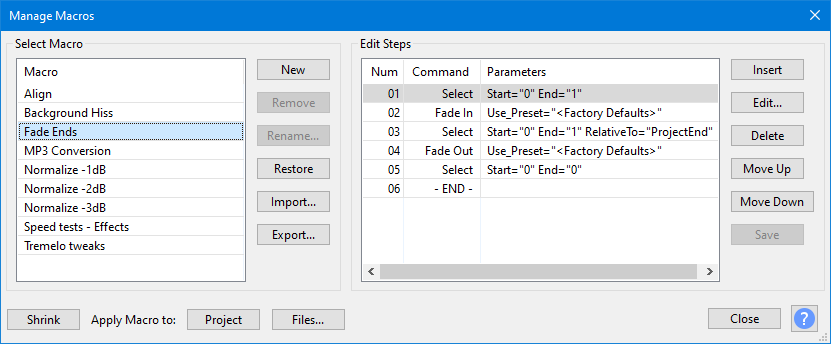 Manage Macros
Select Macro
Macro
Align
Background Hiss
Fade Ends
MP3 Conversion
Normalize -1dB
Normalize -2dB
Normalize -3dB
Speed tests - Effects
Tremelo tweaks
New
Remove
Rename...
Restore
Import...
Export...
Edit Steps
Num Command Parameters
01 Select Start="0" End="1"
02 Fade In Use_Preset="<Factory Defaults>"
03 Select Start="0" End="1" RelativeTo="ProjectEnd"
04 Fade Out Use_Preset="<Factory Defaults>"
05 Select Start="0" End="0"
06 - END -
Insert
Edit...
Delete
Move Up
Move Down
Save
Shrink Apply Macro to: Project Files... Close ?